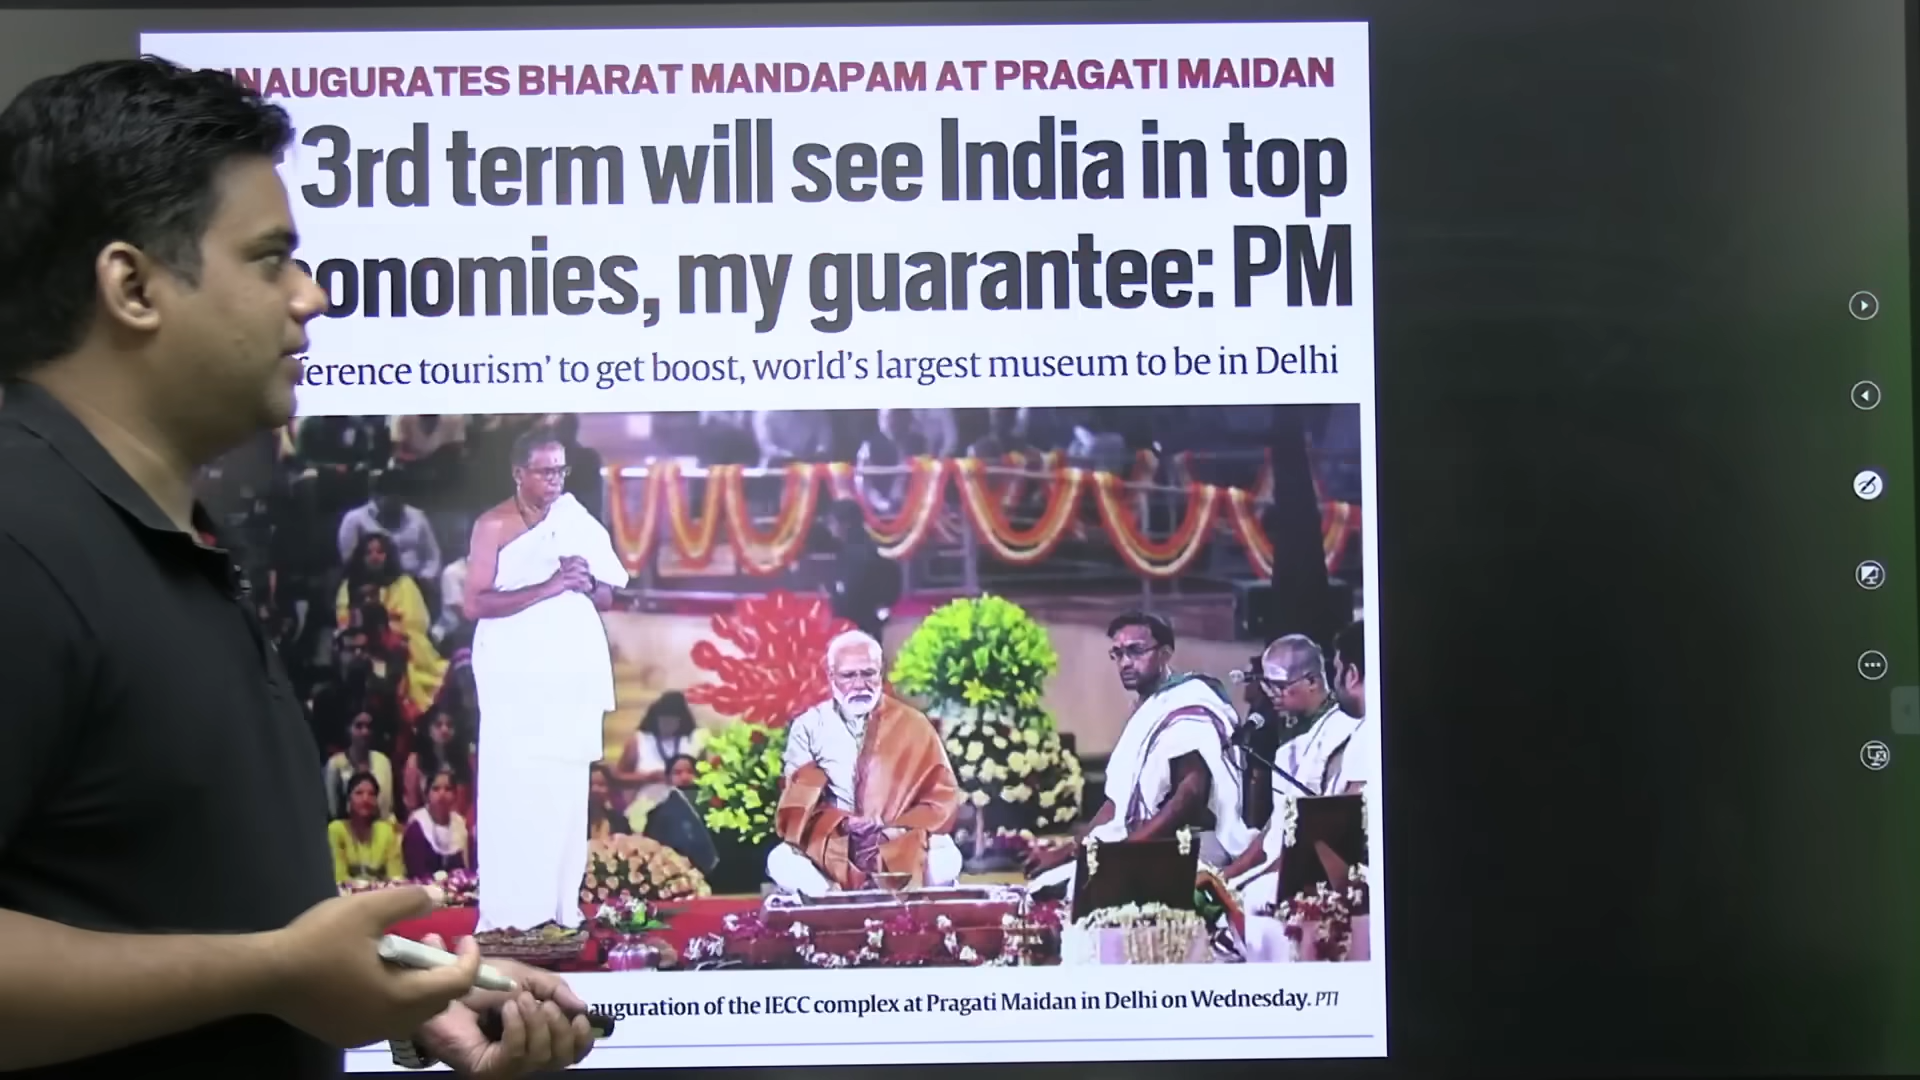 INAUGURATES BHARAT MANDAPAM AT PRAGATI MAIDAN
3rd term will see India in top
onomies, my guarantee: PM
ference tourism’ to get boost, world’s largest museum to be in Delhi
auguration of the IECC complex at Pragati Maidan in Delhi on Wednesday. PTI